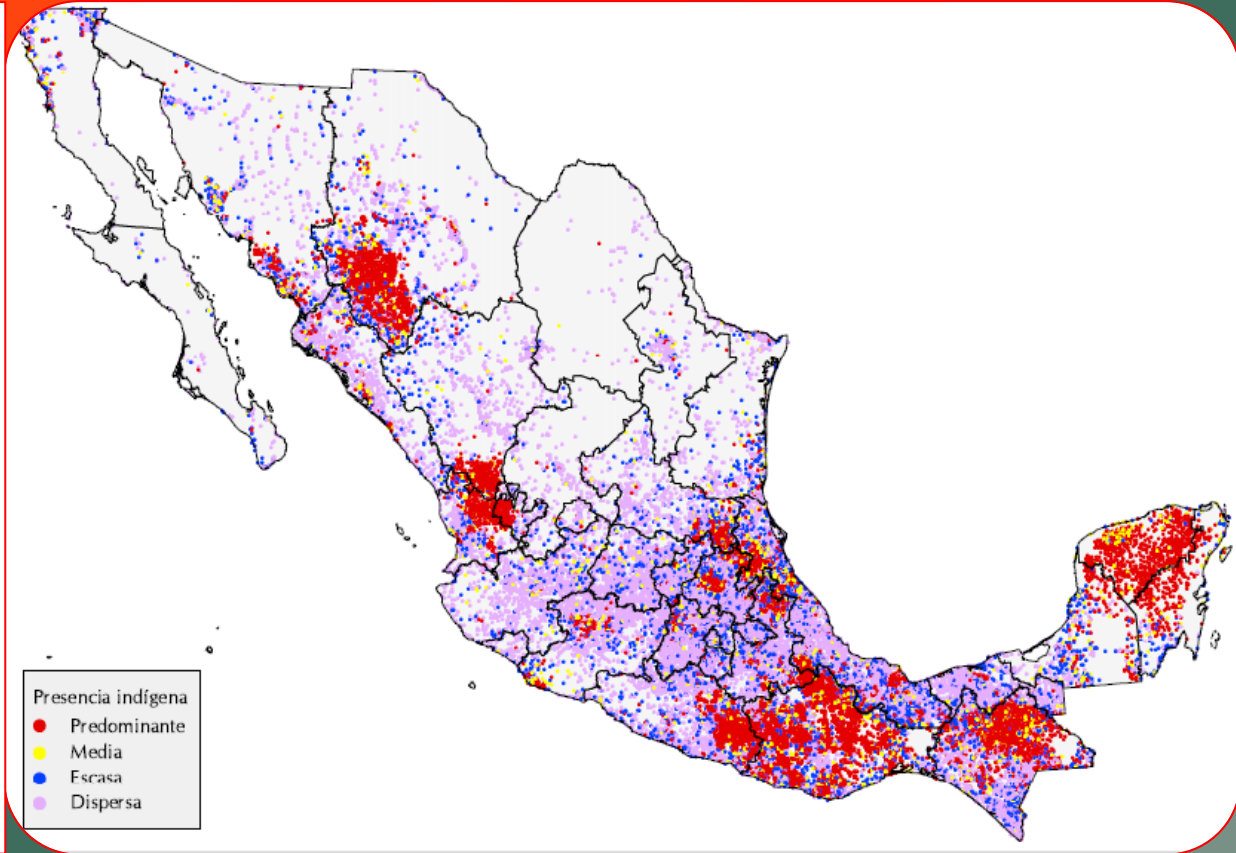 Presencia indígena
Predominante
Media
Escasa
Dispersa